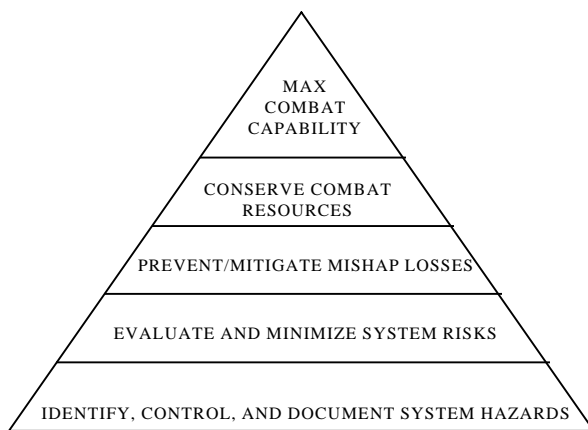 MAX
COMBAT
CAPABILITY
CONSERVE COMBAT
RESOURCES
PREVENT/MITIGATE MISHAP LOSSES
EVALUATE AND MINIMIZE SYSTEM RISKS
IDENTIFY, CONTROL, AND DOCUMENT SYSTEM HAZARDS